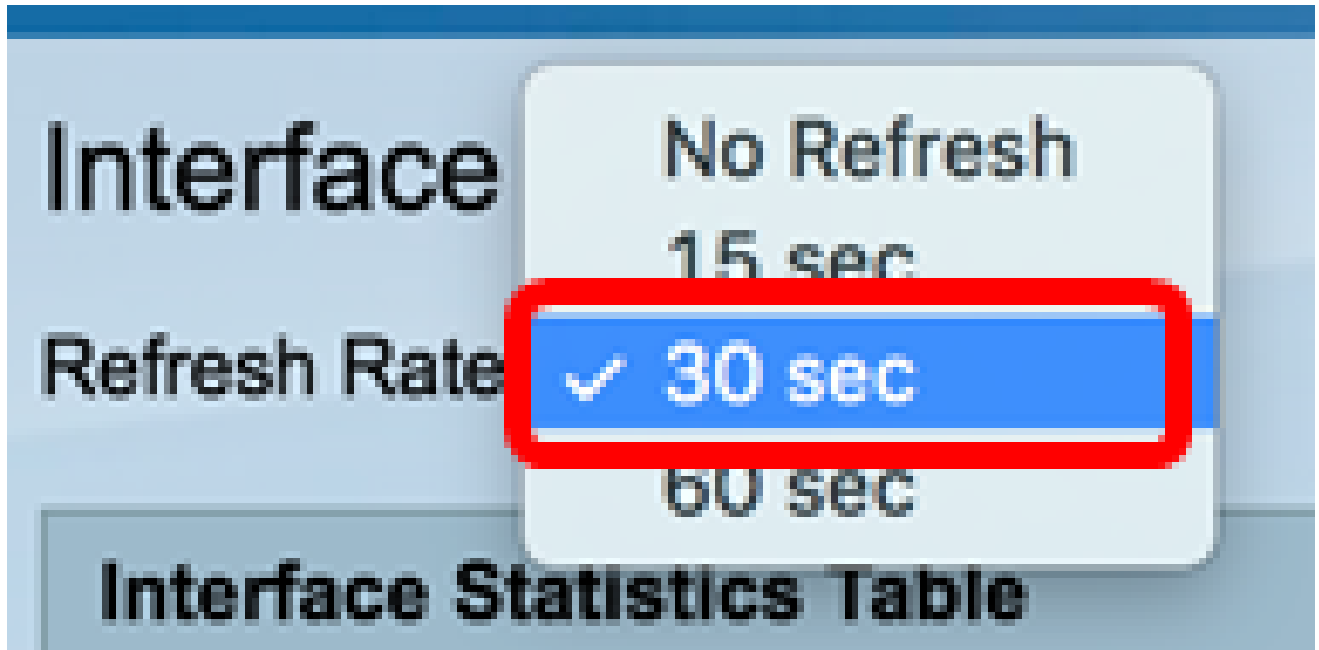 Interface
No Refresh
15 sec
Refresh Rate
✓ 30 sec
60 sec
Interface Statistics Table